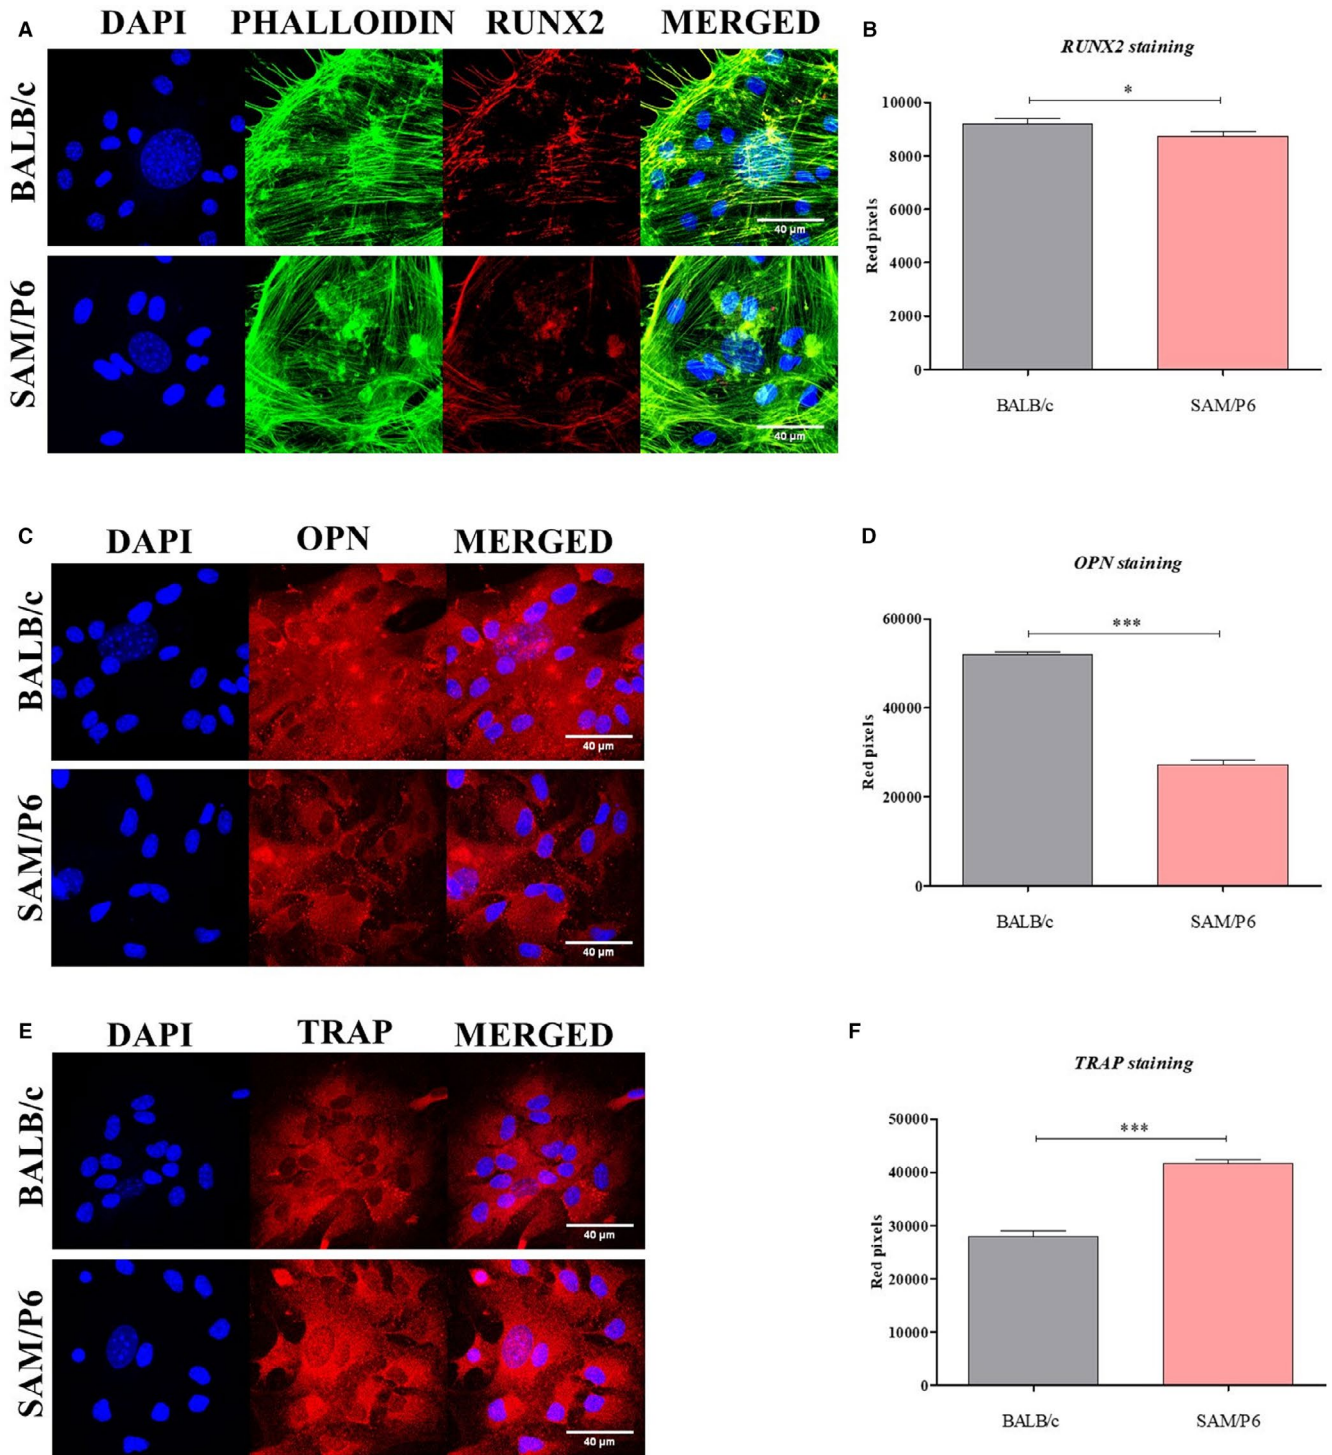 A
DAPI PHALLOIDIN RUNX2 MERGED
BALB/c
40 µm
SAM/P6
40 µm
B
RUNX2 staining
*
10000
8000
6000
4000
2000
0
Red pixels
BALB/c SAM/P6
C
DAPI OPN MERGED
BALB/c
40 µm
SAM/P6
40 µm
D
OPN staining
***
60000
40000
20000
0
Red pixels
BALB/c SAM/P6
E
DAPI TRAP MERGED
BALB/c
40 µm
SAM/P6
40 µm
F
TRAP staining
***
50000
40000
30000
20000
10000
0
Red pixels
BALB/c SAM/P6